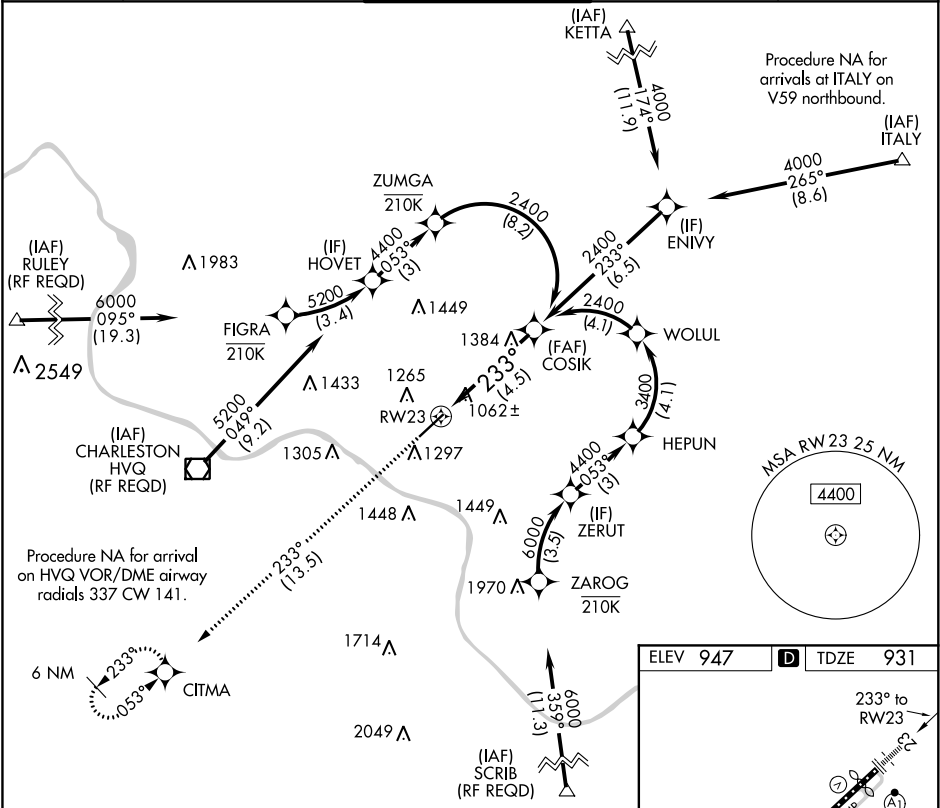 (IAF)
KETTA
4000
174°
(11.9)
Procedure NA for
arrivals at ITALY on
V59 northbound.
(IAF)
ITALY
4000
265°
(8.6)
ZUMGA
210K
2400
(8.2)
(IF)
ENIVY
2400
233°
(6.5)
(IAF)
RULEY
(RF REQD)
6000
095°
(19.3)
1983
(IF)
HOVET
4400
053°
(3)
5200
(3.4)
FIGRA
210K
1449
2400
(4.1)
WOLUL
1384
(FAF)
COSIK
233°
(4.5)
2549
1433
1265
RW23
1062±
3400
(4.1)
5200
049°
(9.2)
(IAF)
CHARLESTON
HVQ
(RF REQD)
1305
1297
HEPUN
4400
053°
(3)
MSA RW 23 25 NM
4400
1448
1449
(IF)
ZERUT
6000
(3.5)
233°
(13.5)
Procedure NA for arrival
on HVQ VOR/DME airway
radials 337 CW 141.
1970
ZAROG
210K
1714
6 NM
233°
053°
CITMA
6000
359°
(11.3)
2049
(IAF)
SCRIB
(RF REQD)
ELEV 947 D TDZE 931
233° to
RW23
23
V
A1